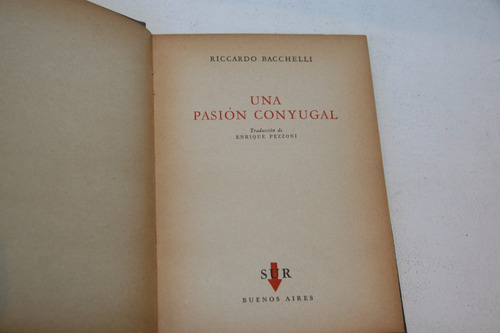 RICCARDO BACCHELLI
UNA
PASIÓN CONYUGAL
Traducción de
ENRIQUE PEZZONI
SUR
BUENOS AIRES